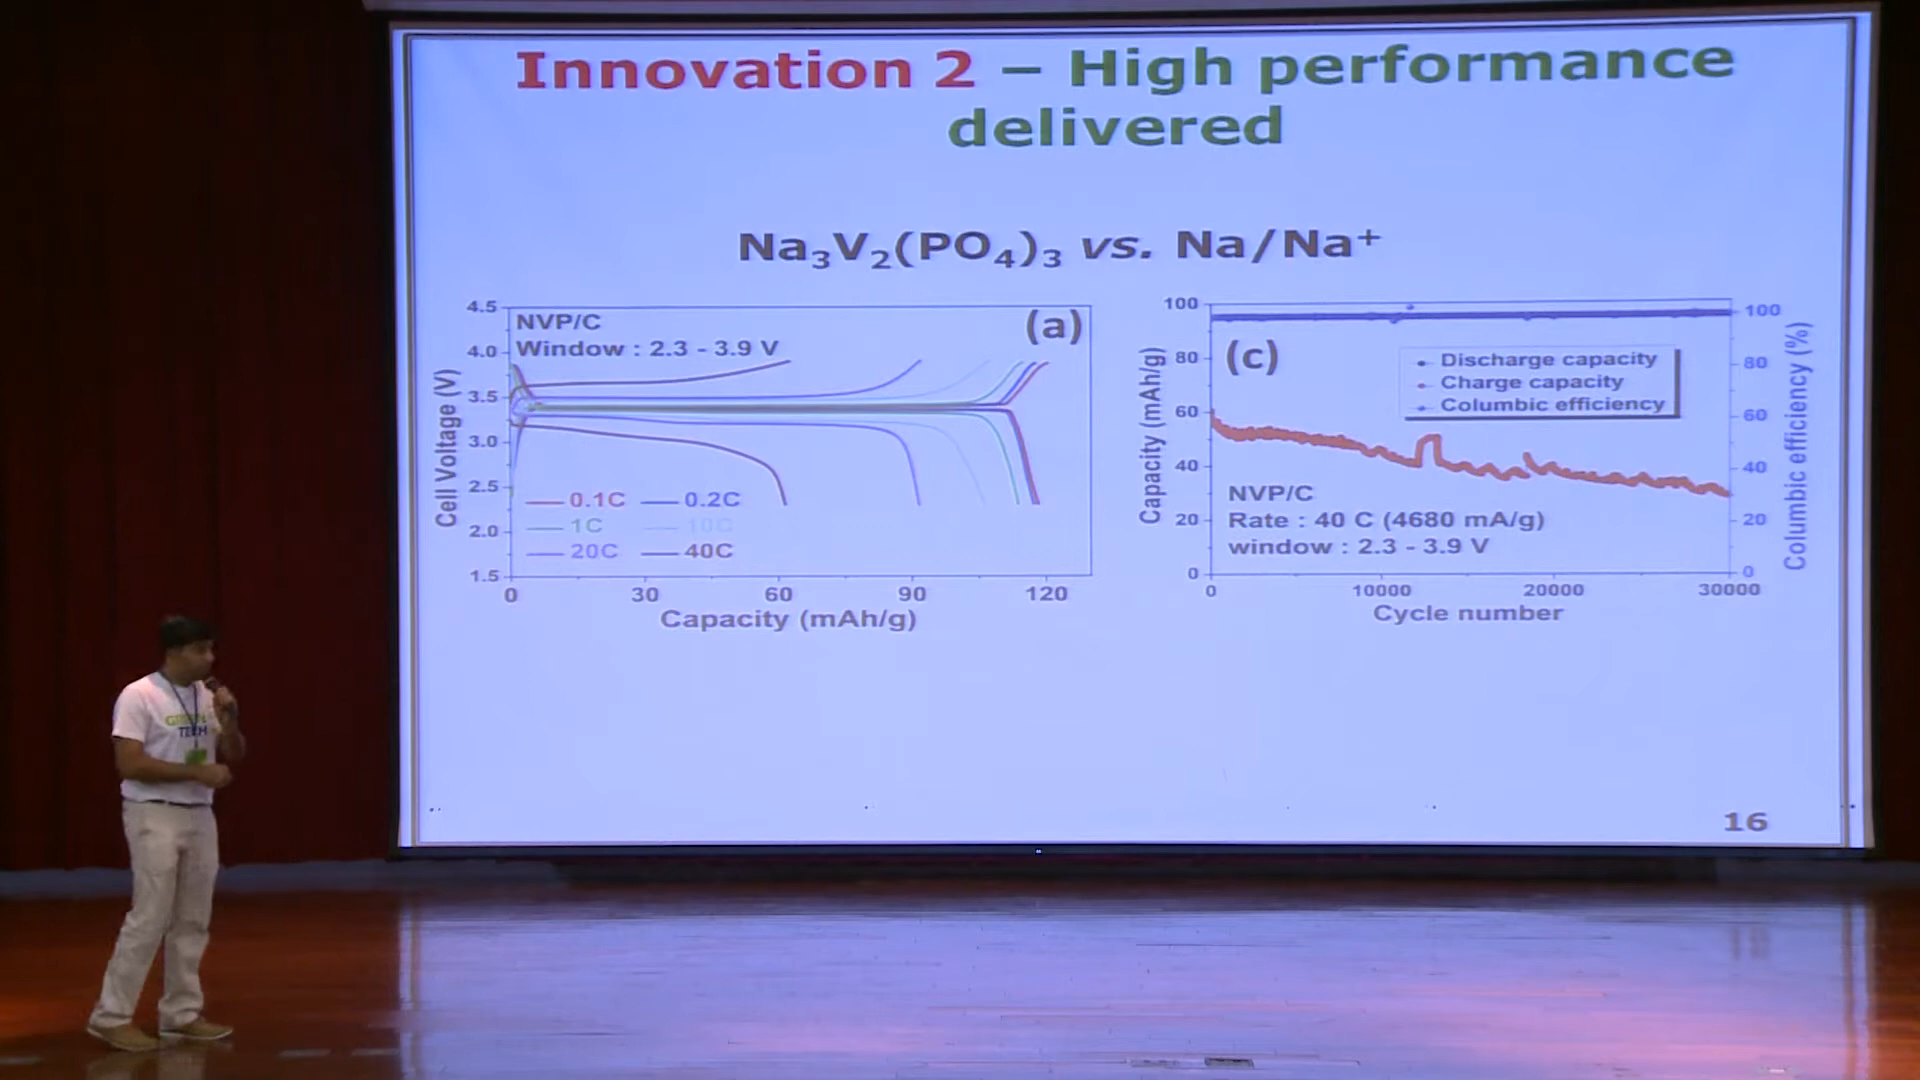 Innovation 2 – High performance
delivered
Na₃V₂(PO₄)₃ vs. Na/Na⁺
4.5
4.0
3.5
3.0
2.5
2.0
1.5
Cell Voltage (V)
NVP/C
Window : 2.3 - 3.9 V
(a)
0.1C 0.2C
1C 10C
20C 40C
0 30 60 90 120
Capacity (mAh/g)
100
80
60
40
20
0
Capacity (mAh/g)
(c)
Discharge capacity
Charge capacity
Columbic efficiency
NVP/C
Rate : 40 C (4680 mA/g)
window : 2.3 - 3.9 V
100
80
60
40
20
0
Columbic efficiency (%)
0 10000 20000 30000
Cycle number
16
GREEN
TECH